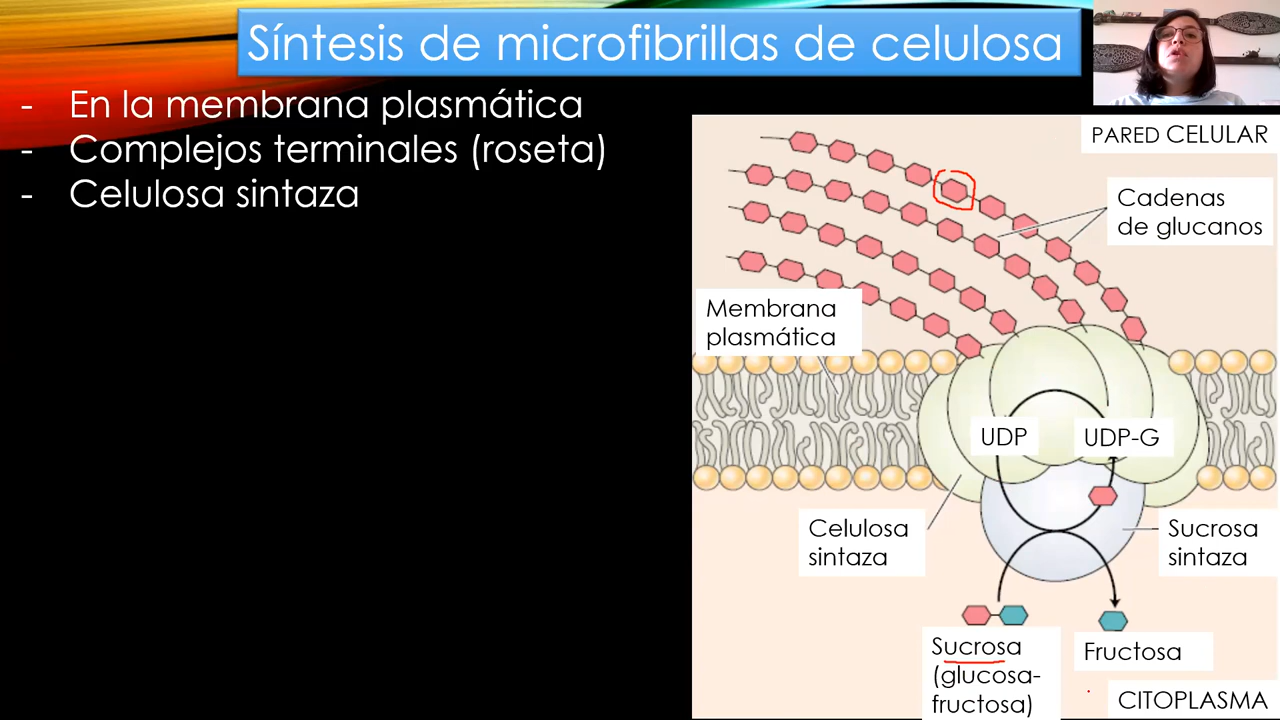 Síntesis de microfibrillas de celulosa
- En la membrana plasmática
- Complejos terminales (roseta)
- Celulosa sintaza
PARED CELULAR
Cadenas
de glucanos
Membrana
plasmática
UDP
UDP-G
Celulosa
sintaza
Sucrosa
sintaza
Sucrosa
(glucosa-
fructosa)
Fructosa
CITOPLASMA